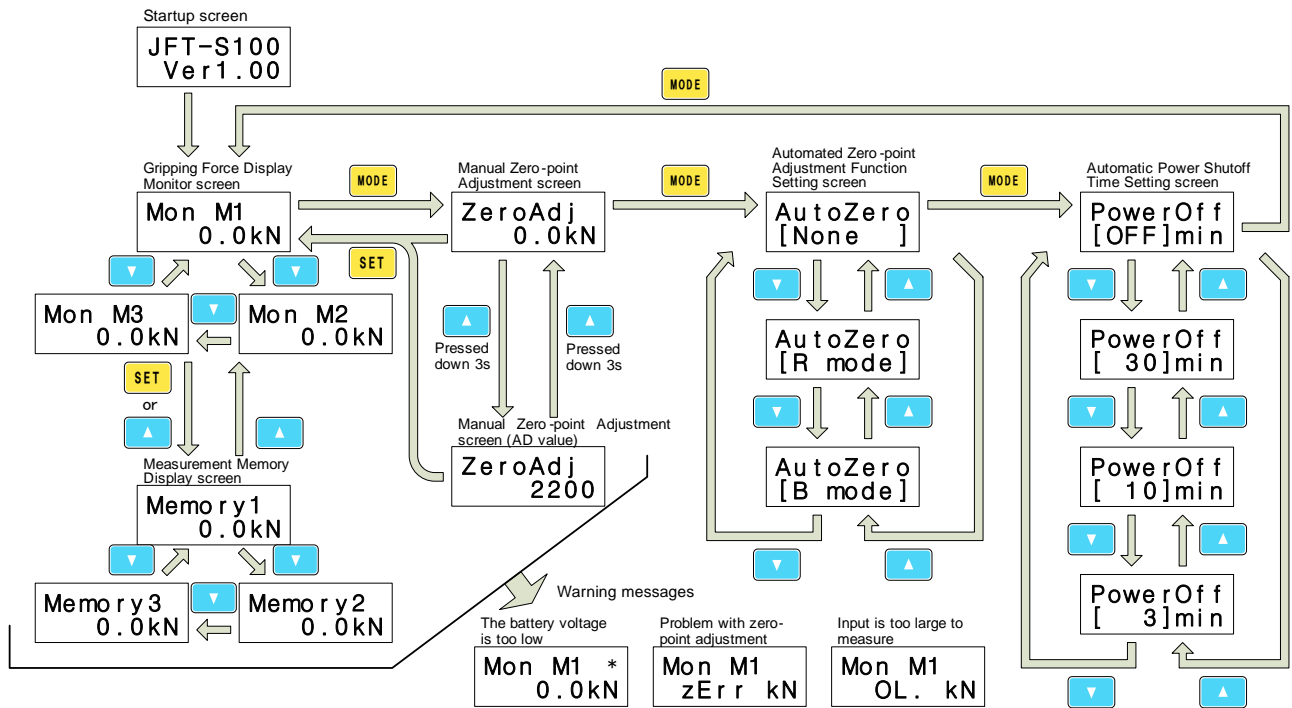 Startup screen
JFT-S100
Ver1.00
MODE
Gripping Force Display
Monitor screen
Mon M1
0.0kN
MODE
Manual Zero-point
Adjustment screen
ZeroAdj
0.0kN
MODE
Automated Zero-point
Adjustment Function
Setting screen
AutoZero
[None ]
MODE
Automatic Power Shutoff
Time Setting screen
PowerOff
[OFF]min
SET
Mon M3
0.0kN
Mon M2
0.0kN
SET
or
Pressed
down 3s
Pressed
down 3s
Manual Zero-point Adjustment
screen (AD value)
ZeroAdj
2200
AutoZero
[R mode]
AutoZero
[B mode]
PowerOff
[ 30]min
PowerOff
[ 10]min
PowerOff
[ 3]min
Measurement Memory
Display screen
Memory1
0.0kN
Memory3
0.0kN
Memory2
0.0kN
Warning messages
The battery voltage
is too low
Mon M1 *
0.0kN
Problem with zero-
point adjustment
Mon M1
zErr kN
Input is too large to
measure
Mon M1
OL. kN